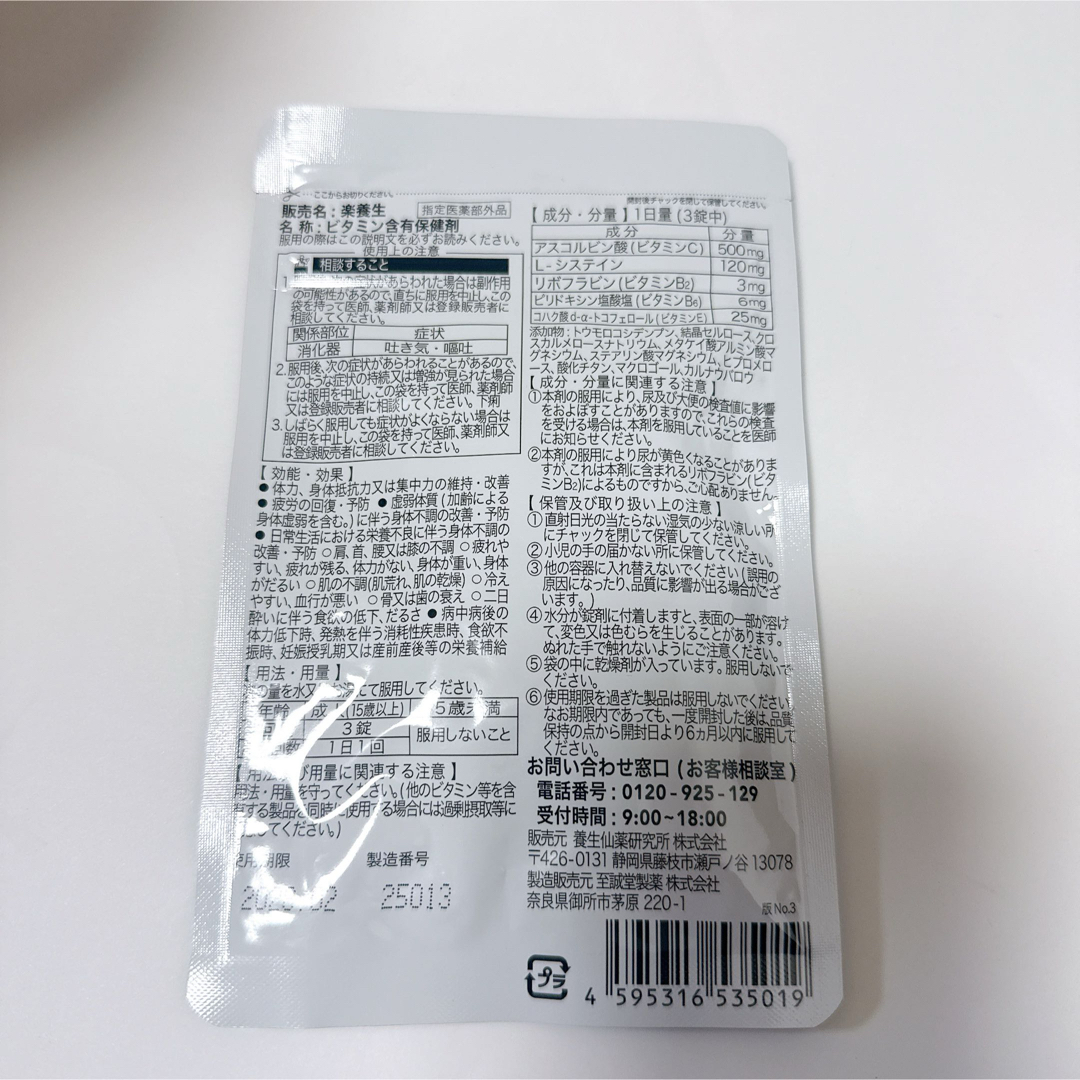 ここからお切りください。
販売名：楽養生 指定医薬部外品
名 称：ビタミン含有保健剤
服用の際はこの説明文を必ずお読みください。
使用上の注意
相談すること
1. の症状があらわれた場合は副作用
の可能性があるので、直ちに服用を中止し、この
袋を持って医師、薬剤師又は登録販売者に
相談してください。
関係部位 症状
消化器 吐き気・嘔吐
2. 服用後、次の症状があらわれることがあるので、
このような症状の持続又は増強が見られた場合
には服用を中止し、この袋を持って医師、薬剤師
又は登録販売者に相談してください。下痢
3. しばらく服用しても症状がよくならない場合は
服用を中止し、この袋を持って医師、薬剤師又
は登録販売者に相談してください。
【 効能・効果 】
● 体力、身体抵抗力又は集中力の維持・改善
● 疲労の回復・予防 ● 虚弱体質（加齢による
身体虚弱を含む。）に伴う身体不調の改善・予防
● 日常生活における栄養不良に伴う身体不調の
改善・予防 ○ 肩、首、腰又は膝の不調 ○ 疲れや
すい、疲れが残る、体力がない、身体が重い、身体
がだるい ○ 肌の不調（肌荒れ、肌の乾燥） ○ 冷え
やすい、血行が悪い ○ 骨又は歯の衰え ○ 二日
酔いに伴う食欲の低下、だるさ ● 病中病後の
体力低下時、発熱を伴う消耗性疾患時、食欲不
振時、妊娠授乳期又は産前産後等の栄養補給
【 用法・用量 】
の量を水又 にて服用してください。
年齢 成 （15歳以上） 5歳未満
3錠 服用しないこと
回数 1日1回
【 用法 び用量に関連する注意 】
用法・用量を守ってください。（他のビタミン等を含
する製品を同時に使用する場合には過剰摂取等に
してください。）
使用期限 製造番号
25013
開封後チャックを閉じて保管してください。
【 成分・分量 】1日量（3錠中）
成分 分量
アスコルビン酸（ビタミンC） 500mg
L-システイン 120mg
リボフラビン（ビタミンB₂） 3mg
ピリドキシン塩酸塩（ビタミンB₆） 6mg
コハク酸d-α-トコフェロール（ビタミンE） 25mg
添加物：トウモロコシデンプン、結晶セルロース、クロ
スカルメロースナトリウム、メタケイ酸アルミン酸マ
グネシウム、ステアリン酸マグネシウム、ヒプロメロ
ース、酸化チタン、マクロゴール、カルナウバロウ
【 成分・分量に関連する注意 】
①本剤の服用により、尿及び大便の検査値に影響
をおよぼすことがありますので、これらの検査
を受ける場合は、本剤を服用していることを医師
にお知らせください。
②本剤の服用により尿が黄色くなることがありま
すが、これは本剤に含まれるリボフラビン（ビタ
ミンB₂）によるものですから、ご心配ありません。
【 保管及び取り扱い上の注意 】
① 直射日光の当たらない湿気の少ない涼しい所
にチャックを閉じて保管してください。
② 小児の手の届かない所に保管してください。
③ 他の容器に入れ替えないでください（誤用の
原因になったり、品質に影響が出る場合がござ
います。）
④ 水分が錠剤に付着しますと、表面の一部が溶け
て、変色又は色むらを生じることがあります。
ぬれた手で触れないようにご注意ください。
⑤ 袋の中に乾燥剤が入っています。服用しないで
ください。
⑥ 使用期限を過ぎた製品は服用しないでください
なお期限内であっても、一度開封した後は、品質
保持の点から開封日より6ヵ月以内に服用して
ください。
お問い合わせ窓口（お客様相談室）
電話番号：0120-925-129
受付時間：9:00~18:00
販売元 養生仙薬研究所 株式会社
〒426-0131 静岡県藤枝市瀬戸ノ谷 13078
製造販売元 至誠堂製薬 株式会社
奈良県御所市茅原 220-1
版No.3
プラ
4 595316 535019